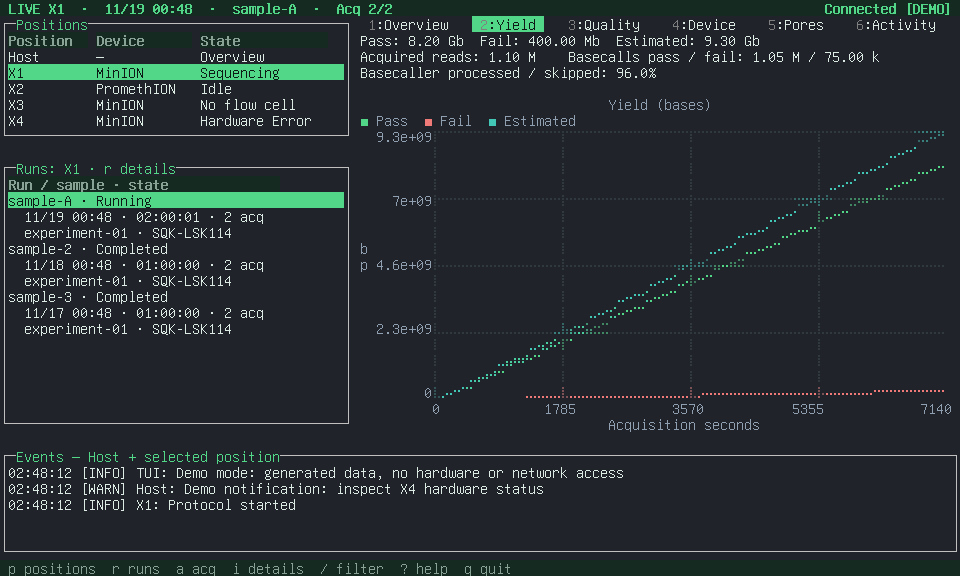 LIVE X1 · 11/19 00:48 · sample-A · Acq 2/2 Connected [DEMO]
Positions
Position Device State
Host — Overview
X1 MinION Sequencing
X2 PromethION Idle
X3 MinION No flow cell
X4 MinION Hardware Error
Runs: X1 · r details
Run / sample · state
sample-A · Running
11/19 00:48 · 02:00:01 · 2 acq
experiment-01 · SQK-LSK114
sample-2 · Completed
11/18 00:48 · 01:00:00 · 2 acq
experiment-01 · SQK-LSK114
sample-3 · Completed
11/17 00:48 · 01:00:00 · 2 acq
experiment-01 · SQK-LSK114
1:Overview 2:Yield 3:Quality 4:Device 5:Pores 6:Activity
Pass: 8.20 Gb Fail: 400.00 Mb Estimated: 9.30 Gb
Acquired reads: 1.10 M Basecalls pass / fail: 1.05 M / 75.00 k
Basecaller processed / skipped: 96.0%
Yield (bases)
Pass Fail Estimated
9.3e+09
7e+09
b
p 4.6e+09
2.3e+09
0
0 1785 3570 5355 7140
Acquisition seconds
Events — Host + selected position
02:48:12 [INFO] TUI: Demo mode: generated data, no hardware or network access
02:48:12 [WARN] Host: Demo notification: inspect X4 hardware status
02:48:12 [INFO] X1: Protocol started
p positions r runs a acq i details / filter ? help q quit